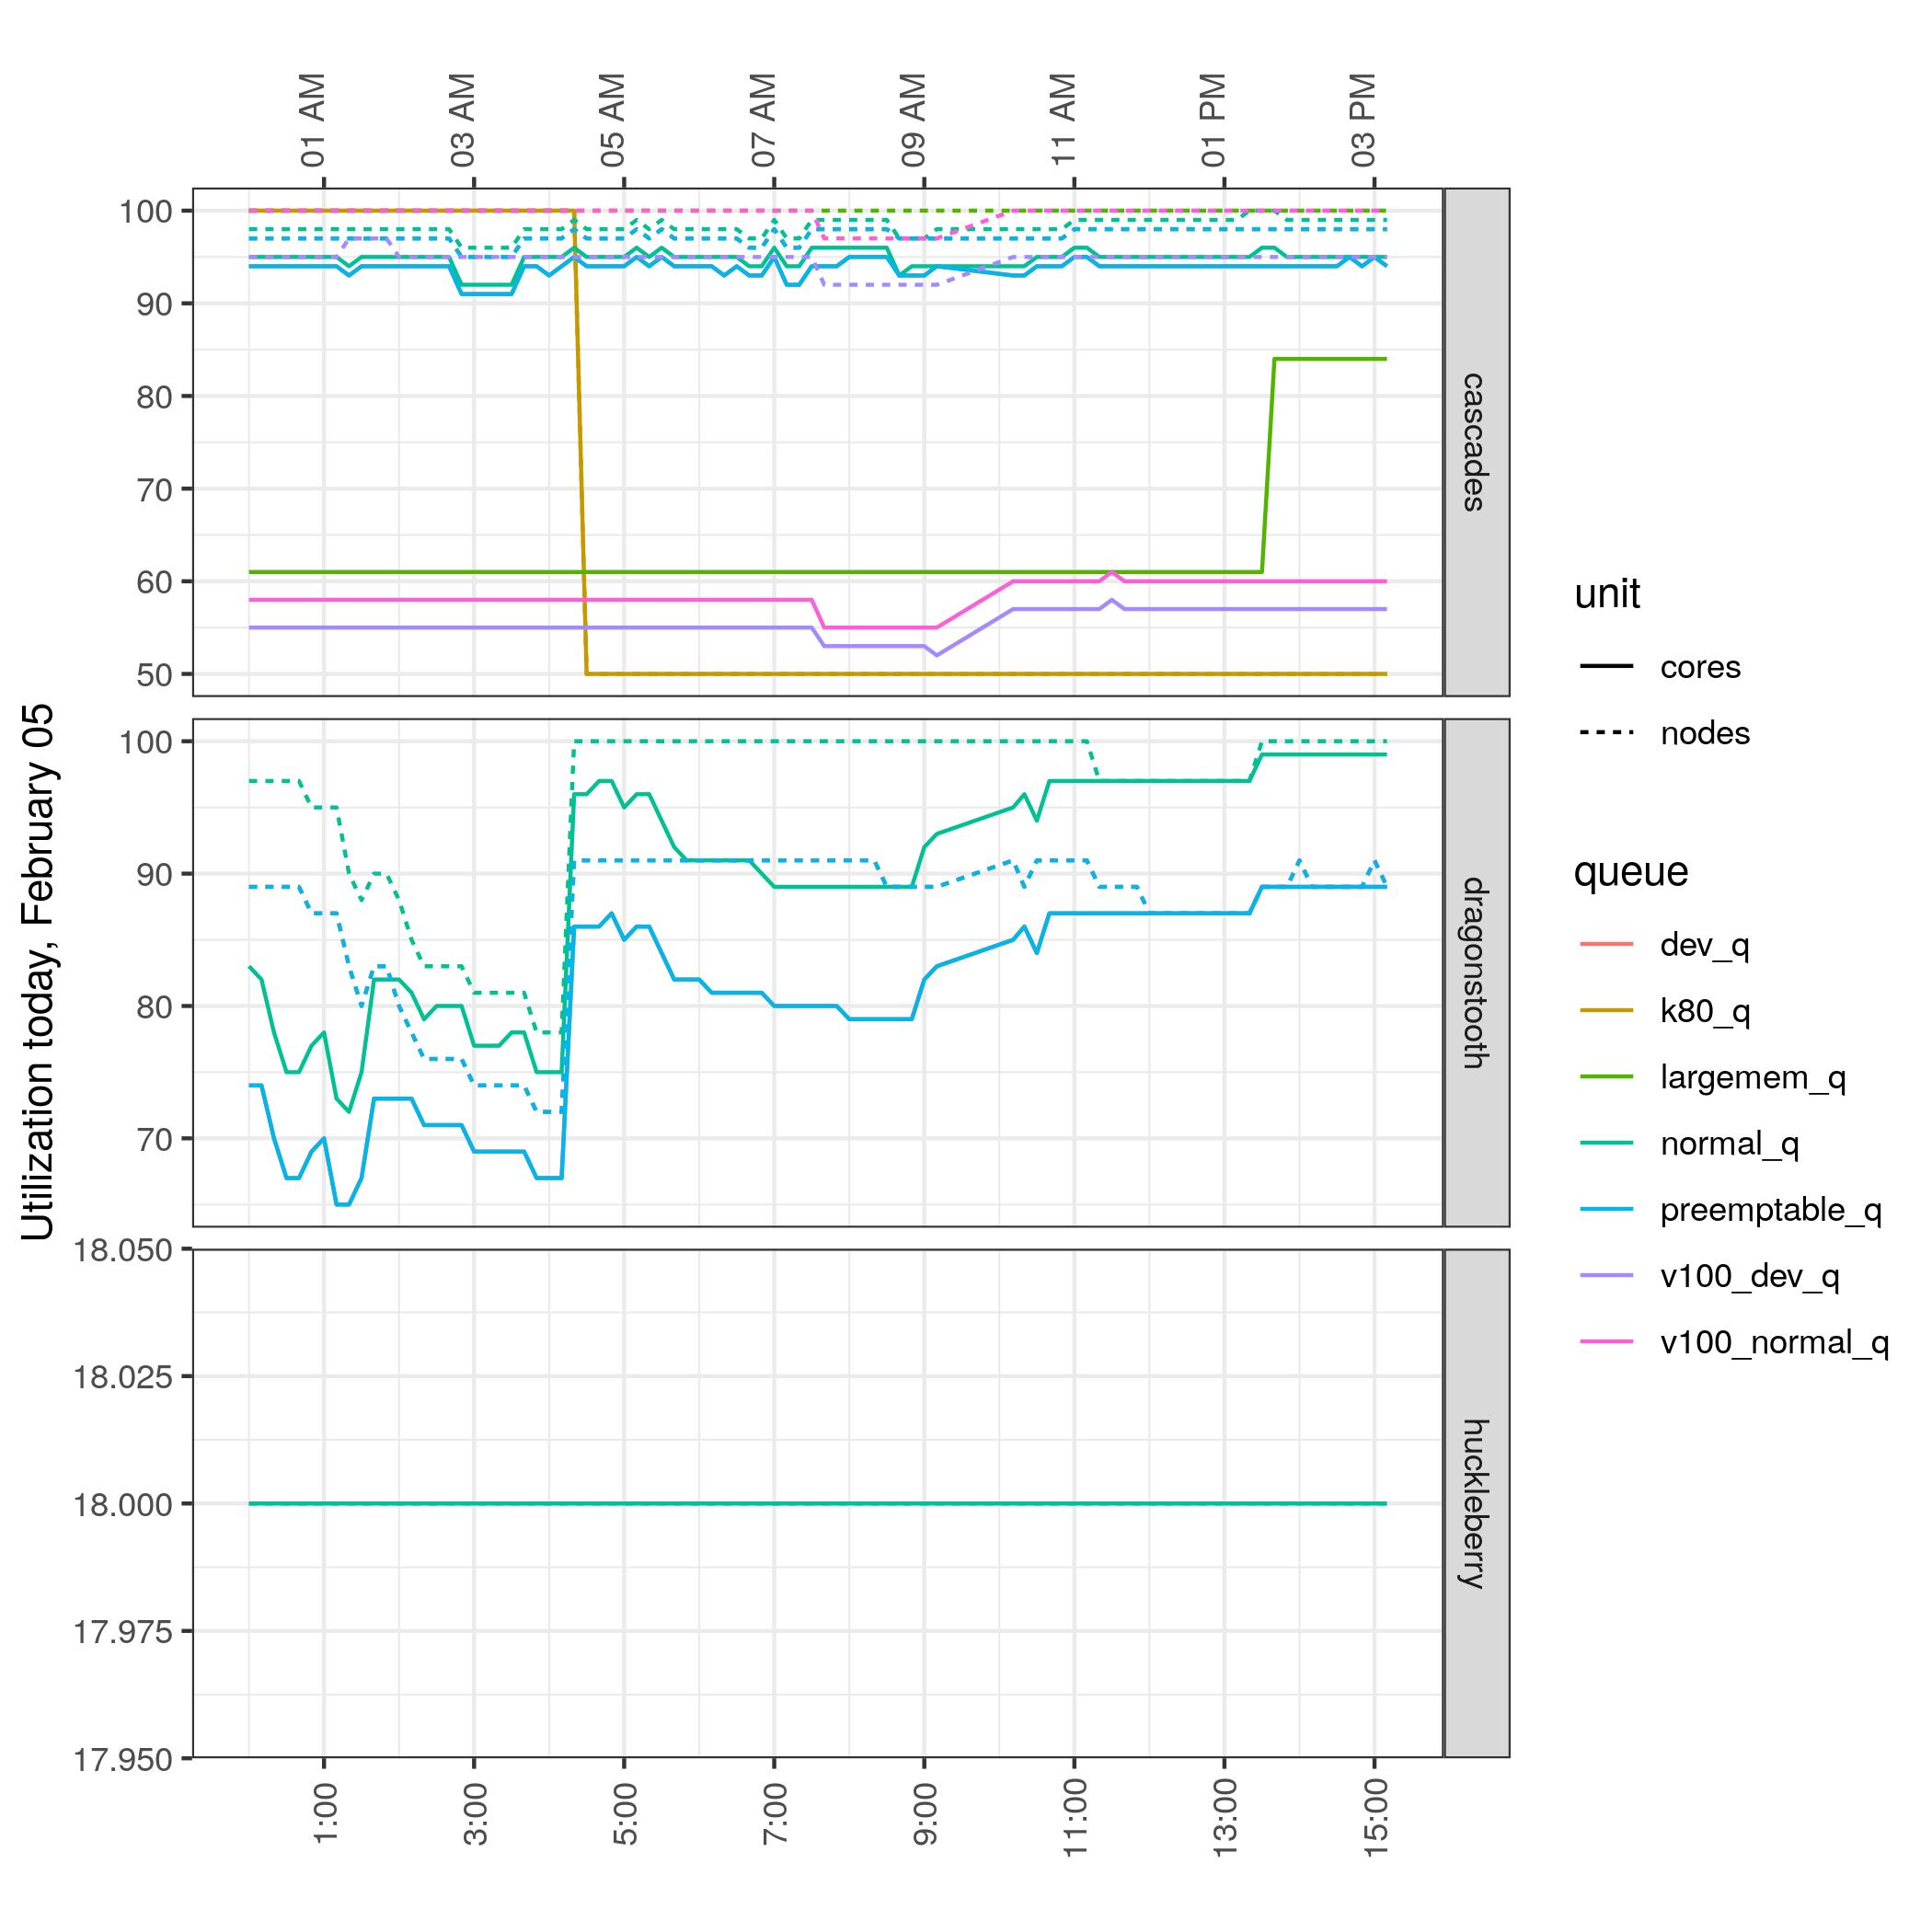 01 AM
03 AM
05 AM
07 AM
09 AM
11 AM
01 PM
03 PM
100
90
80
70
60
50
cascades
Utilization today, February 05
100
90
80
70
dragonstooth
18.050
18.025
18.000
17.975
17.950
huckleberry
1:00
3:00
5:00
7:00
9:00
11:00
13:00
15:00
unit
cores
nodes
queue
dev_q
k80_q
largemem_q
normal_q
preemptable_q
v100_dev_q
v100_normal_q